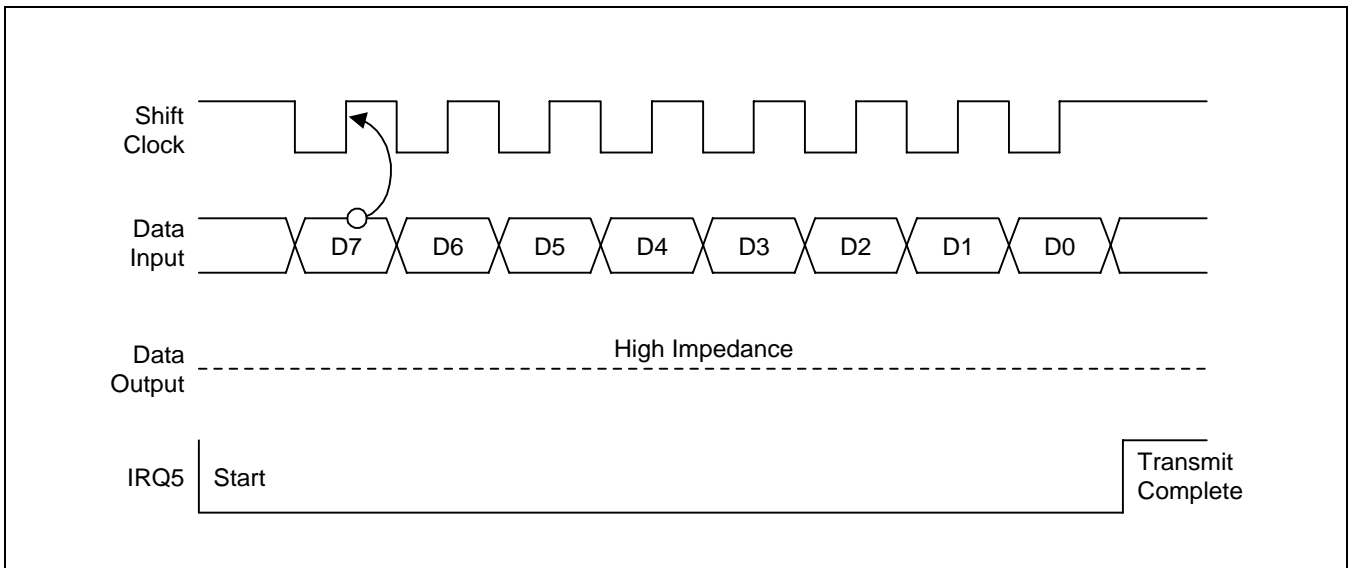 Shift
Clock
Data
Input
D7
D6
D5
D4
D3
D2
D1
D0
Data
Output
High Impedance
IRQ5
Start
Transmit
Complete